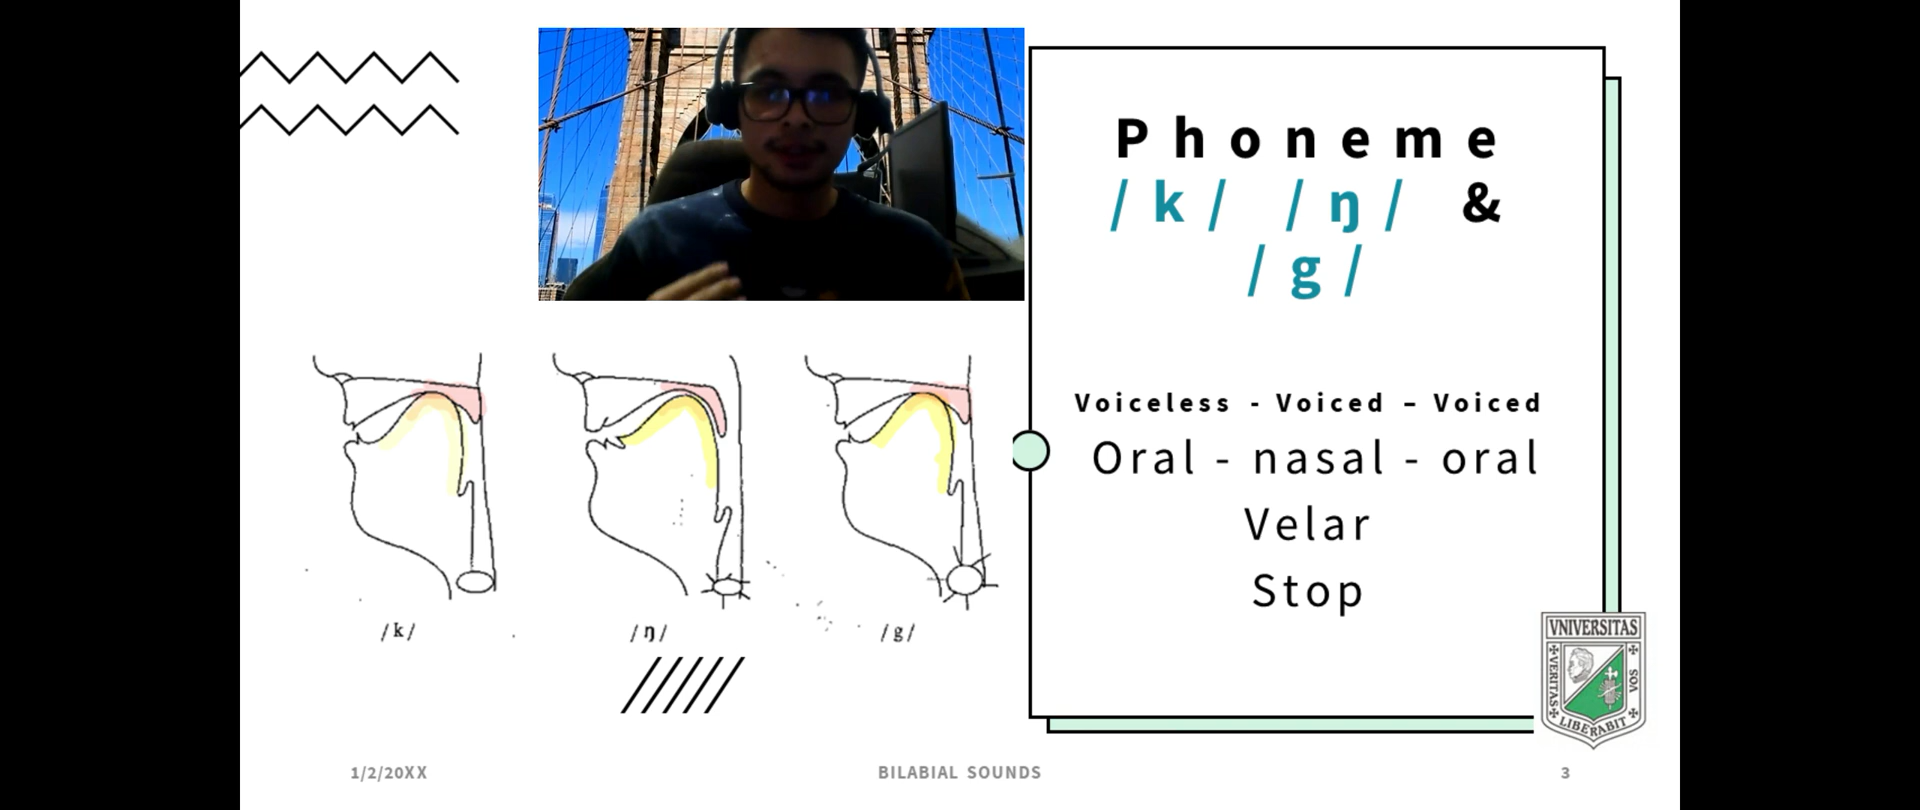 Phoneme
/k/ /ŋ/ &
/g/
Voiceless - Voiced – Voiced
Oral - nasal - oral
Velar
Stop
/k/
/ŋ/
/g/
VNIVERSITAS
VERITAS
LIBERABIT
VOS
1/2/20XX
BILABIAL SOUNDS
3